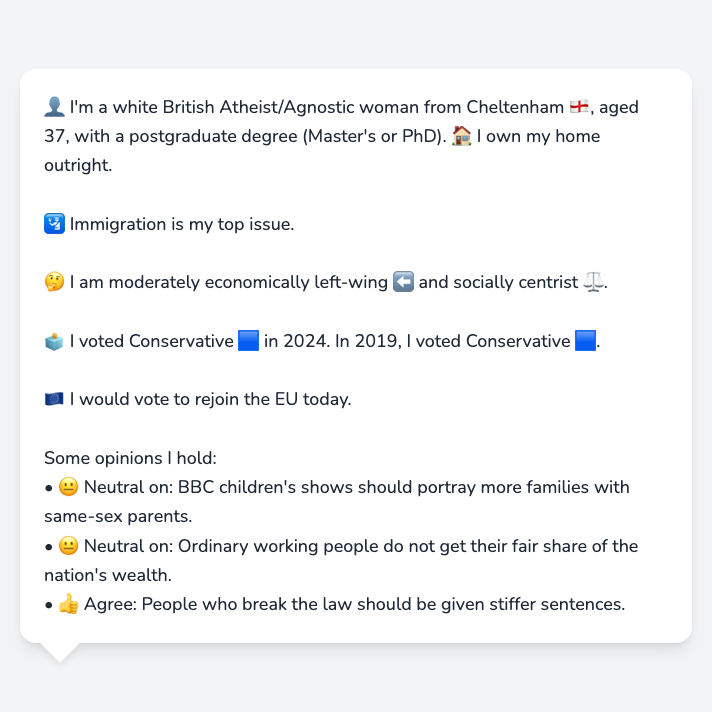 👤 I'm a white British Atheist/Agnostic woman from Cheltenham 🏴󠁧󠁢󠁥󠁮󠁧󠁿, aged
37, with a postgraduate degree (Master's or PhD). 🏠 I own my home
outright.
🛂 Immigration is my top issue.
🤔 I am moderately economically left-wing ⬅️ and socially centrist ⚖️.
🗳️ I voted Conservative 🟦 in 2024. In 2019, I voted Conservative 🟦.
🇪🇺 I would vote to rejoin the EU today.
Some opinions I hold:
• 😐 Neutral on: BBC children's shows should portray more families with
same-sex parents.
• 😐 Neutral on: Ordinary working people do not get their fair share of the
nation's wealth.
• 👍 Agree: People who break the law should be given stiffer sentences.